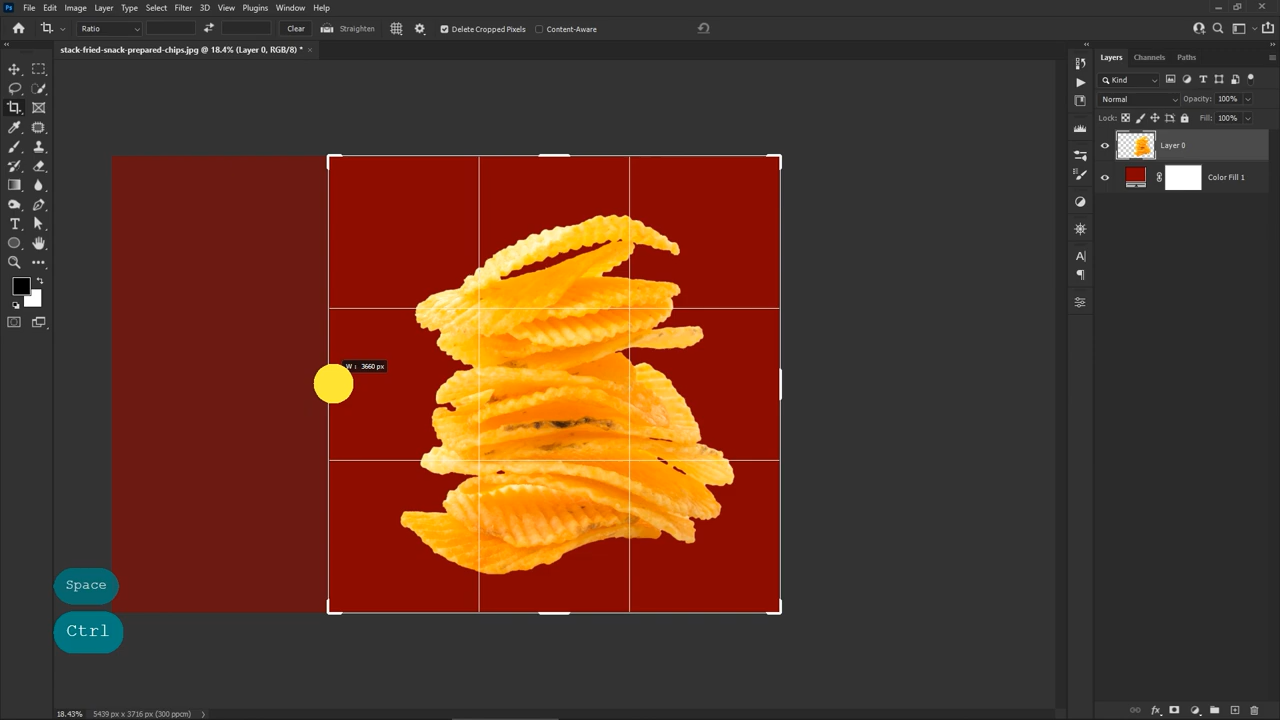 Ps File Edit Image Layer Type Select Filter 3D View Plugins Window Help
Ratio Clear Straighten Delete Cropped Pixels Content-Aware
stack-fried-snack-prepared-chips.jpg @ 18.4% (Layer 0, RGB/8) * ×
Layers Channels Paths
Kind
Normal Opacity: 100%
Lock: Fill: 100%
Layer 0
Color Fill 1
W : 3660 px
Space
Ctrl
18.43% 5439 px x 3716 px (300 ppcm)